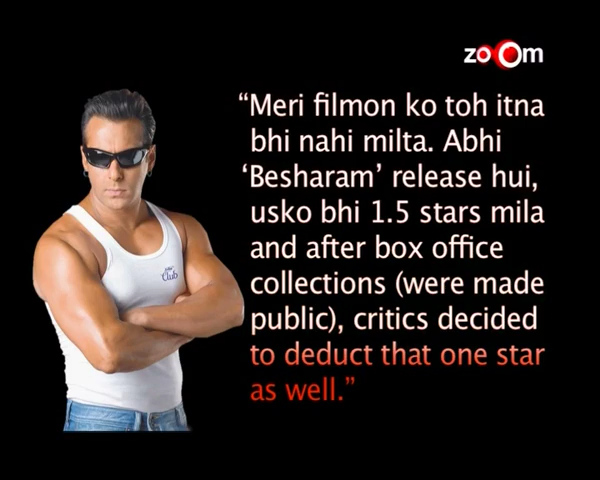 zoom
“Meri filmon ko toh itna
bhi nahi milta. Abhi
‘Besharam’ release hui,
usko bhi 1.5 stars mila
and after box office
collections (were made
public), critics decided
to deduct that one star
as well.”
Club